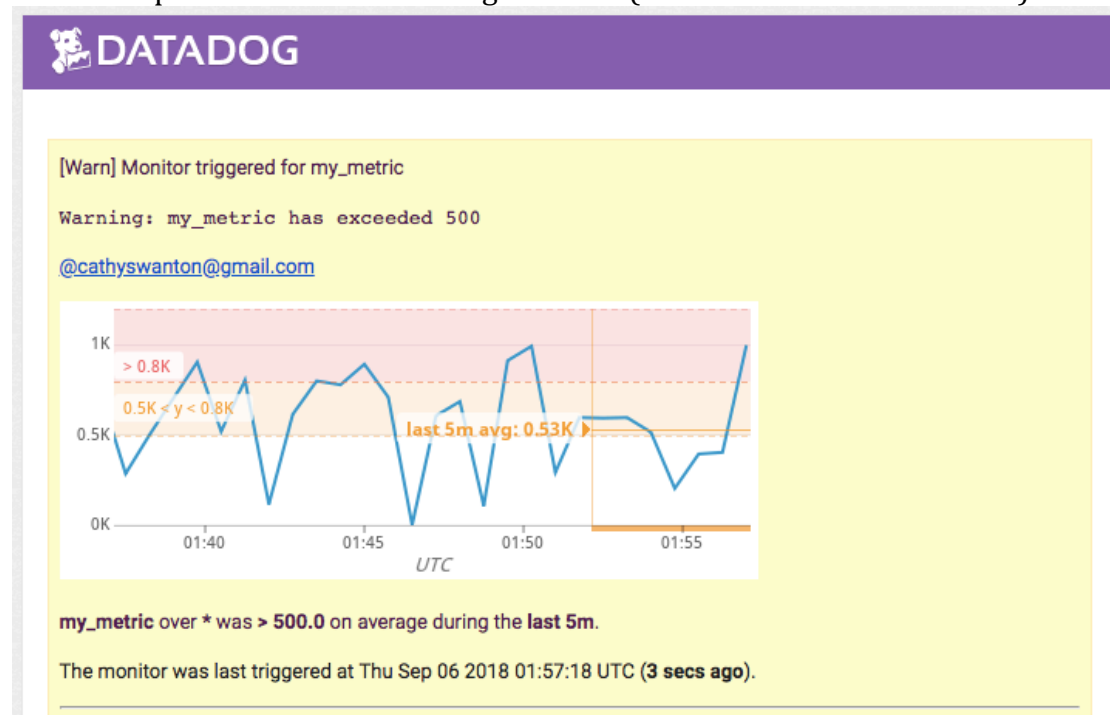 DATADOG
[Warn] Monitor triggered for my_metric
Warning: my_metric has exceeded 500
@cathyswanton@gmail.com
1K
> 0.8K
0.5K < y < 0.8K
0.5K
last 5m avg: 0.53K
0K
01:40 01:45 01:50 01:55
UTC
my_metric over * was > 500.0 on average during the last 5m.
The monitor was last triggered at Thu Sep 06 2018 01:57:18 UTC (3 secs ago).